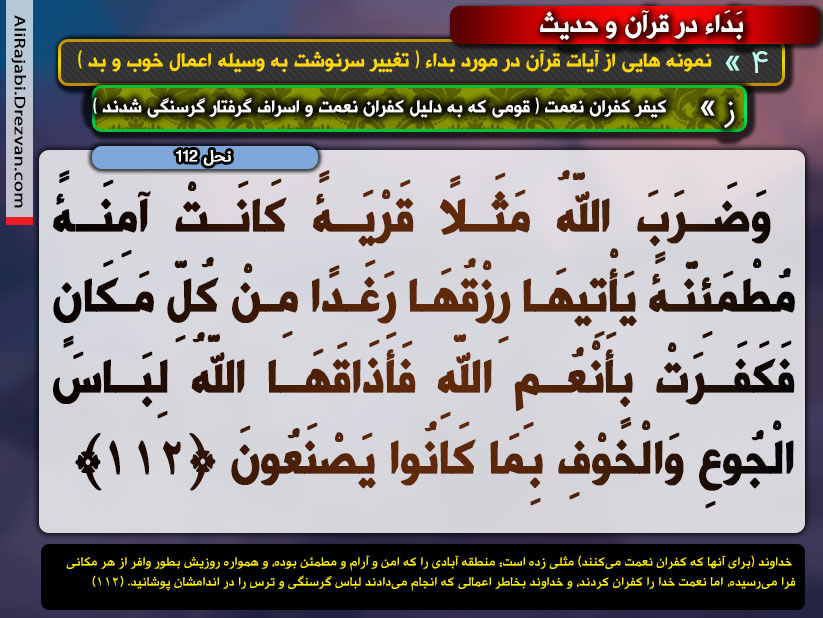 بَدَاء در قرآن و حدیث
۴ » نمونه هایی از آیات قرآن در مورد بداء ( تغییر سرنوشت به وسیله اعمال خوب و بد )
ز » کیفر کفران نعمت ( قومی که به دلیل کفران نعمت و اسراف گرفتار گرسنگی شدند )
نحل 112
وَضَرَبَ اللّهُ مَثَلاً قَرْيَةً كَانَتْ آمِنَةً
مُّطْمَئِنَّةً يَأْتِيهَا رِزْقُهَا رَغَدًا مِّن كُلِّ مَكَانٍ
فَكَفَرَتْ بِأَنْعُمِ اللّهِ فَأَذَاقَهَا اللّهُ لِبَاسَ
الْجُوعِ وَالْخَوْفِ بِمَا كَانُوا يَصْنَعُونَ ﴿۱۱۲﴾
خداوند (برای آنها که کفران نعمت می‌کنند) مثلی زده است: منطقه آبادی را که امن و آرام و مطمئن بوده، و همواره روزیش بطور وافر از هر مکانی
فرا می‌رسیده، اما نعمت خدا را کفران کردند، و خداوند بخاطر اعمالی که انجام می‌دادند لباس گرسنگی و ترس را در اندامشان پوشانید. (۱۱۲)
AliRajabi.Drezvan.com